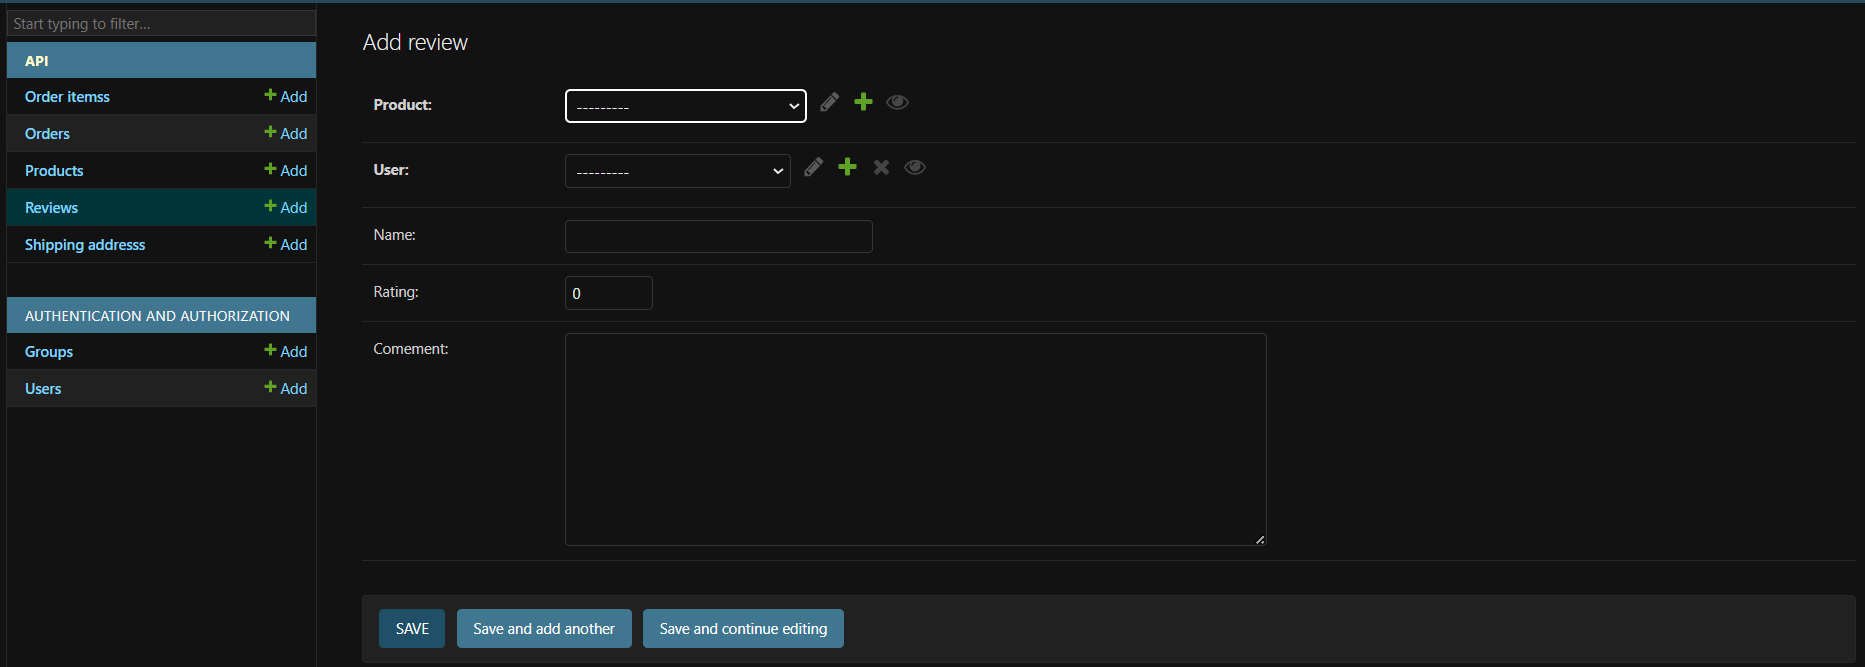 Start typing to filter...
API
Order itemss
Add
Orders
Add
Products
Add
Reviews
Add
Shipping addresss
Add
AUTHENTICATION AND AUTHORIZATION
Groups
Add
Users
Add
Add review
Product:
---------
User:
---------
Name:
Rating:
0
Comement:
SAVE
Save and add another
Save and continue editing